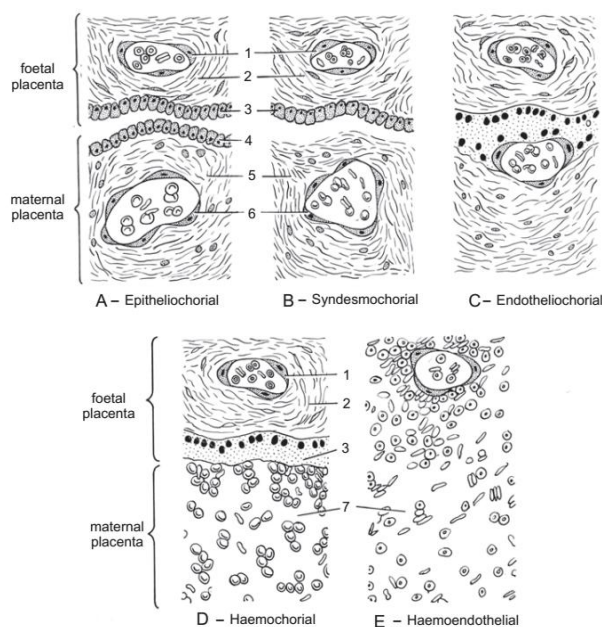 foetal
placenta
1
2
3
4
maternal
placenta
5
6
A – Epitheliochorial
B – Syndesmochorial
C – Endotheliochorial
foetal
placenta
1
2
3
maternal
placenta
7
D – Haemochorial
E – Haemoendothelial